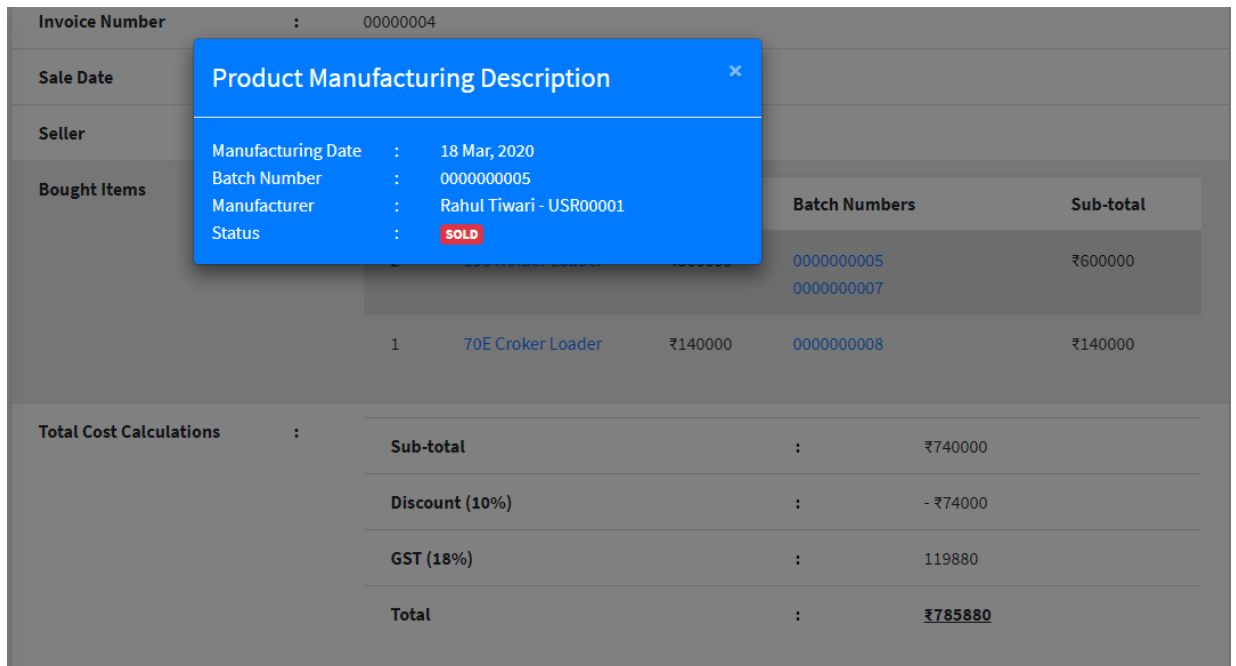 Invoice Number : 00000004
Product Manufacturing Description ×
Sale Date
Seller
Manufacturing Date : 18 Mar, 2020
Batch Number : 0000000005
Manufacturer : Rahul Tiwari - USR00001
Status : SOLD
Bought Items
Batch Numbers Sub-total
0000000005 ₹600000
0000000007
1 70E Croker Loader ₹140000 0000000008 ₹140000
Total Cost Calculations :
Sub-total : ₹740000
Discount (10%) : - ₹74000
GST (18%) : 119880
Total : ₹785880